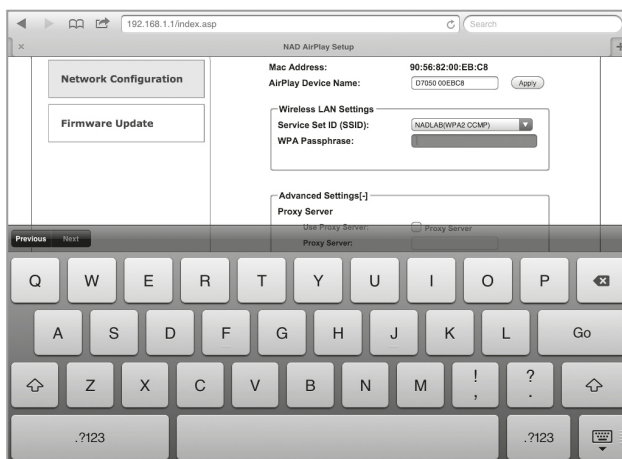 192.168.1.1/index.asp
Search
NAD AirPlay Setup
Network Configuration
Firmware Update
Mac Address: 90:56:82:00:EB:C8
AirPlay Device Name: D7050 00EBC8 Apply
Wireless LAN Settings
Service Set ID (SSID): NADLAB(WPA2 CCMP)
WPA Passphrase:
Advanced Settings[-]
Proxy Server
Use Proxy Server: Proxy Server
Proxy Server:
Previous Next
Q W E R T Y U I O P
A S D F G H J K L Go
Z X C V B N M ! , ? .
.?123 .?123